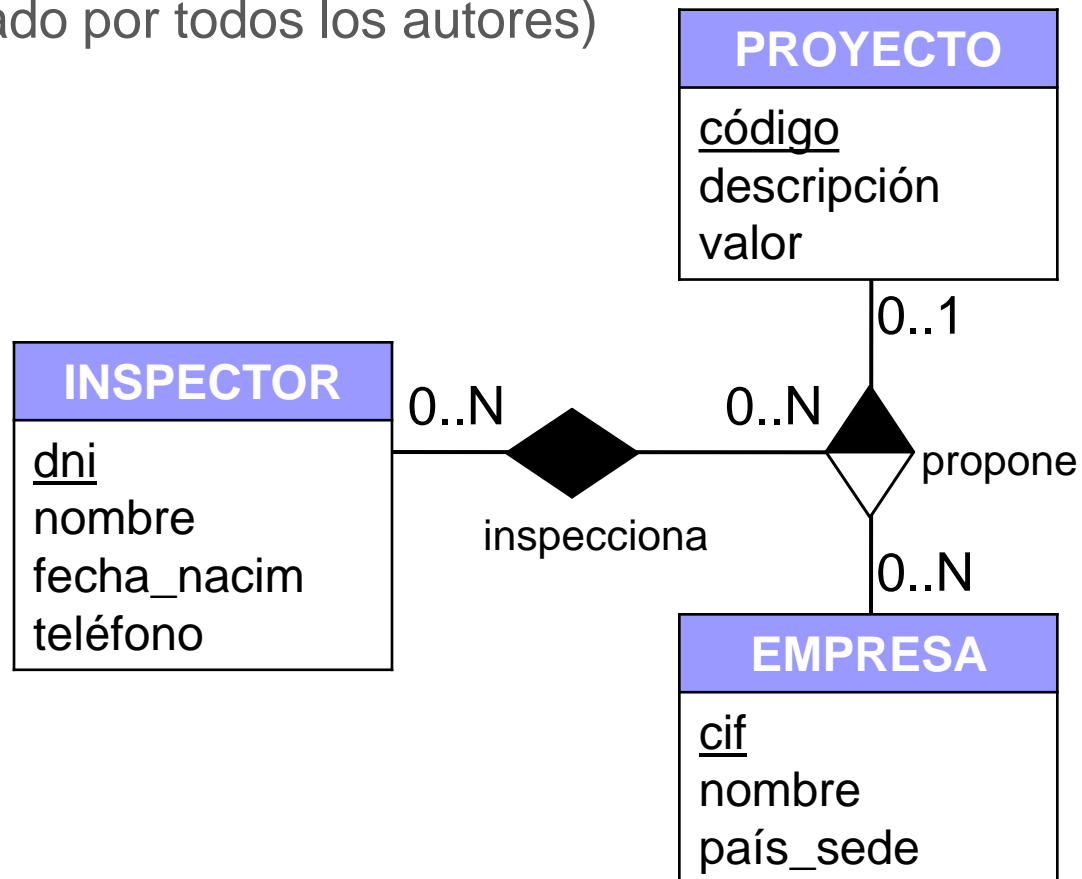 ado por todos los autores)
PROYECTO
código
descripción
valor
0..1
INSPECTOR
dni
nombre
fecha_nacim
teléfono
0..N
0..N
propone
inspecciona
0..N
EMPRESA
cif
nombre
país_sede